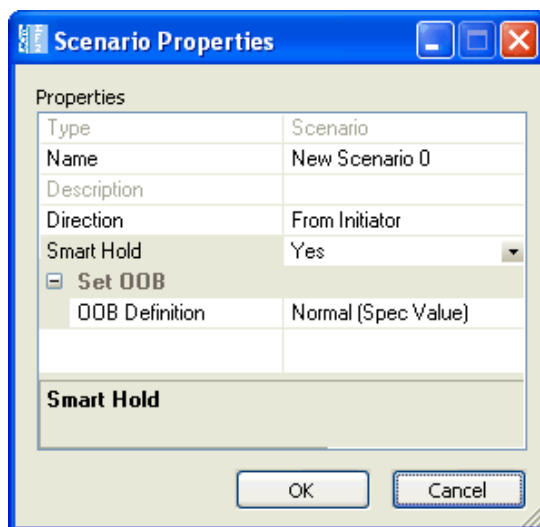 Scenario Properties
Properties
Type Scenario
Name New Scenario 0
Description
Direction From Initiator
Smart Hold Yes
Set OOB
OOB Definition Normal (Spec Value)
Smart Hold
OK Cancel